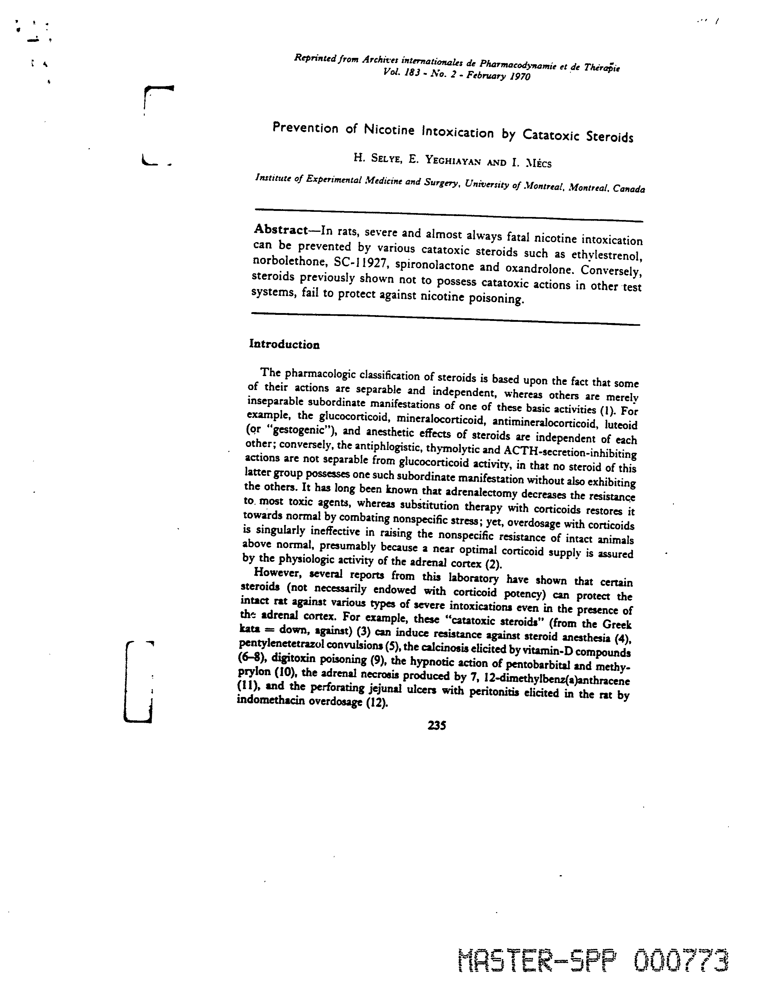 Reprinted from Archives internationales de Pharmacodynamie et de Thérapie
Vol. 183 - No. 2 - February 1970
Prevention of Nicotine Intoxication by Catatoxic Steroids
H. SELYE, E. YEGHIAYAN AND I. MÉCS
Institute of Experimental Medicine and Surgery, University of Montreal, Montreal, Canada
Abstract—In rats, severe and almost always fatal nicotine intoxication
can be prevented by various catatoxic steroids such as ethylestrenol,
norbolethone, SC-11927, spironolactone and oxandrolone. Conversely,
steroids previously shown not to possess catatoxic actions in other test
systems, fail to protect against nicotine poisoning.
Introduction
The pharmacologic classification of steroids is based upon the fact that some
of their actions are separable and independent, whereas others are merely
inseparable subordinate manifestations of one of these basic activities (1). For
example, the glucocorticoid, mineralocorticoid, antimineralocorticoid, luteoid
(or "gestogenic"), and anesthetic effects of steroids are independent of each
other; conversely, the antiphlogistic, thymolytic and ACTH-secretion-inhibiting
actions are not separable from glucocorticoid activity, in that no steroid of this
latter group possesses one such subordinate manifestation without also exhibiting
the others. It has long been known that adrenalectomy decreases the resistance
to most toxic agents, whereas substitution therapy with corticoids restores it
towards normal by combating nonspecific stress; yet, overdosage with corticoids
is singularly ineffective in raising the nonspecific resistance of intact animals
above normal, presumably because a near optimal corticoid supply is assured
by the physiologic activity of the adrenal cortex (2).
However, several reports from this laboratory have shown that certain
steroids (not necessarily endowed with corticoid potency) can protect the
intact rat against various types of severe intoxications even in the presence of
the adrenal cortex. For example, these "catatoxic steroids" (from the Greek
kata = down, against) (3) can induce resistance against steroid anesthesia (4),
pentylenetetrazol convulsions (5), the calcinosis elicited by vitamin-D compounds
(6–8), digitoxin poisoning (9), the hypnotic action of pentobarbital and methy-
prylon (10), the adrenal necrosis produced by 7, 12-dimethylbenz(a)anthracene
(11), and the perforating jejunal ulcers with peritonitis elicited in the rat by
indomethacin overdosage (12).
235
MASTER-SPP 000773